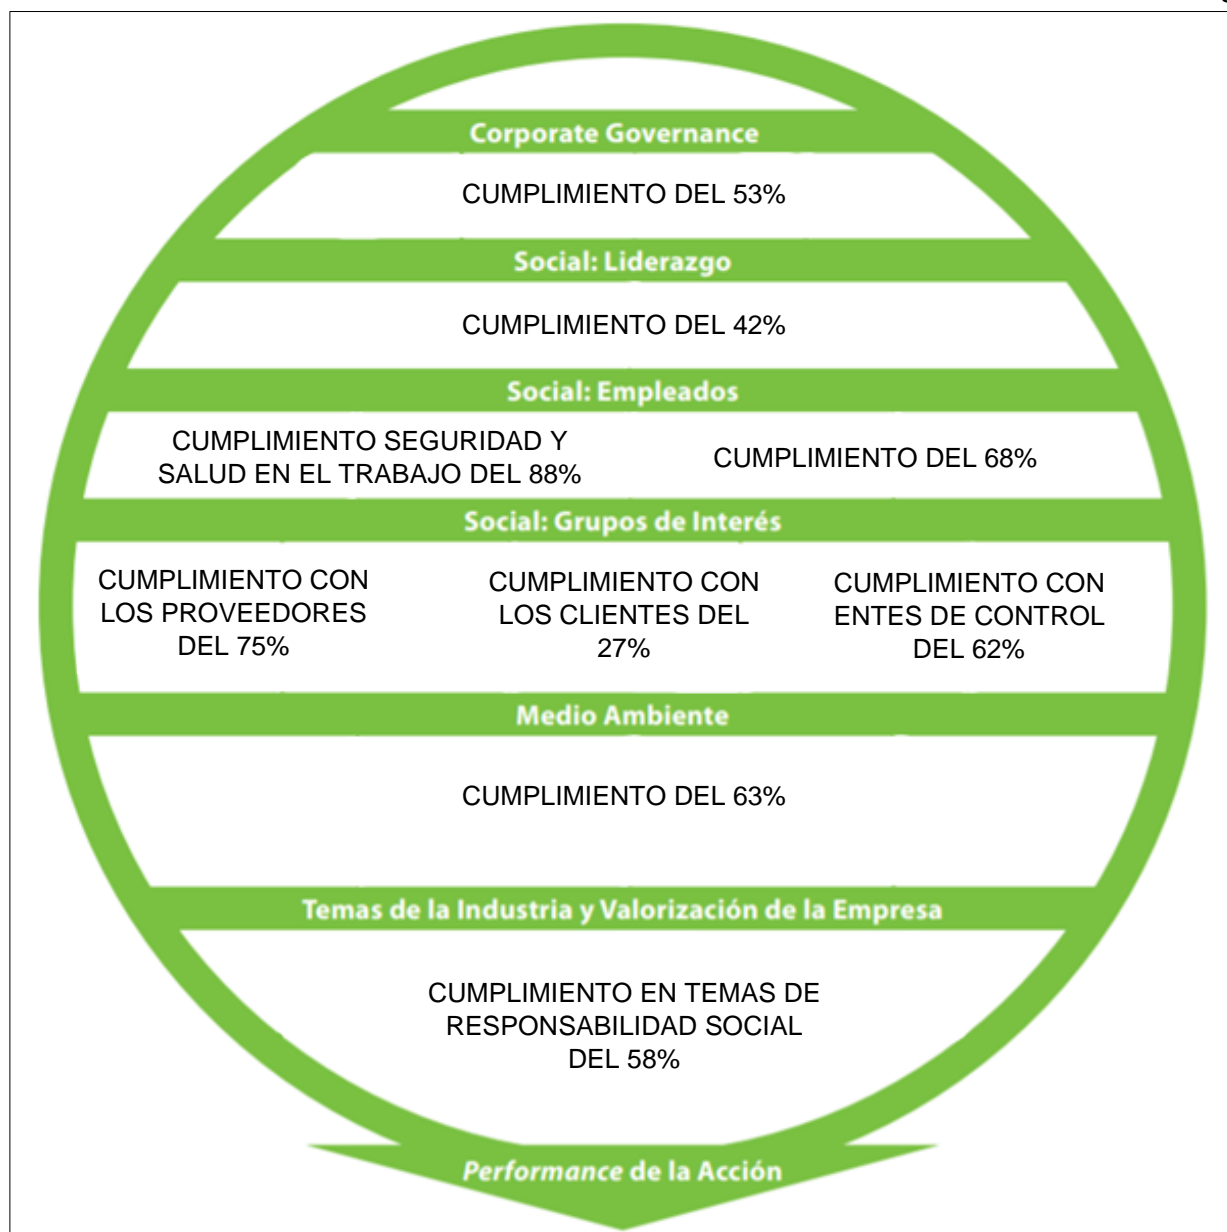 Corporate Governance
CUMPLIMIENTO DEL 53%
Social: Liderazgo
CUMPLIMIENTO DEL 42%
Social: Empleados
CUMPLIMIENTO SEGURIDAD Y
SALUD EN EL TRABAJO DEL 88%
CUMPLIMIENTO DEL 68%
Social: Grupos de Interés
CUMPLIMIENTO CON
LOS PROVEEDORES
DEL 75%
CUMPLIMIENTO CON
LOS CLIENTES DEL
27%
CUMPLIMIENTO CON
ENTES DE CONTROL
DEL 62%
Medio Ambiente
CUMPLIMIENTO DEL 63%
Temas de la Industria y Valorización de la Empresa
CUMPLIMIENTO EN TEMAS DE
RESPONSABILIDAD SOCIAL
DEL 58%
Performance de la Acción